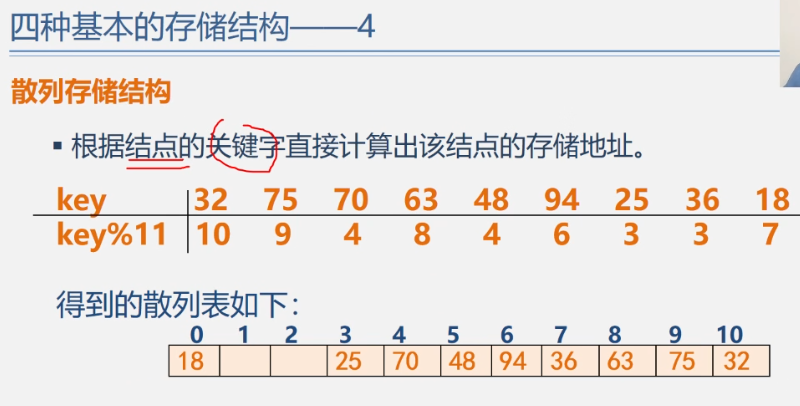 四种基本的存储结构——4
散列存储结构
▪ 根据结点的关键字直接计算出该结点的存储地址。
key 32 75 70 63 48 94 25 36 18
key%11 10 9 4 8 4 6 3 3 7
得到的散列表如下：
0 1 2 3 4 5 6 7 8 9 10
18 25 70 48 94 36 63 75 32